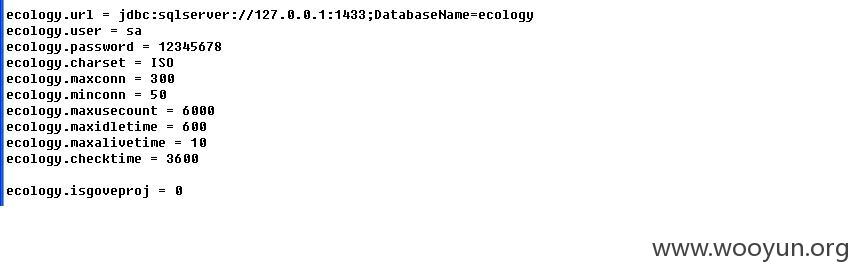 ecology.url = jdbc:sqlserver://127.0.0.1:1433;DatabaseName=ecology
ecology.user = sa
ecology.password = 12345678
ecology.charset = ISO
ecology.maxconn = 300
ecology.minconn = 50
ecology.maxusecount = 6000
ecology.maxidletime = 600
ecology.maxalivetime = 10
ecology.checktime = 3600
ecology.isgoveproj = 0
www.wooyun.org